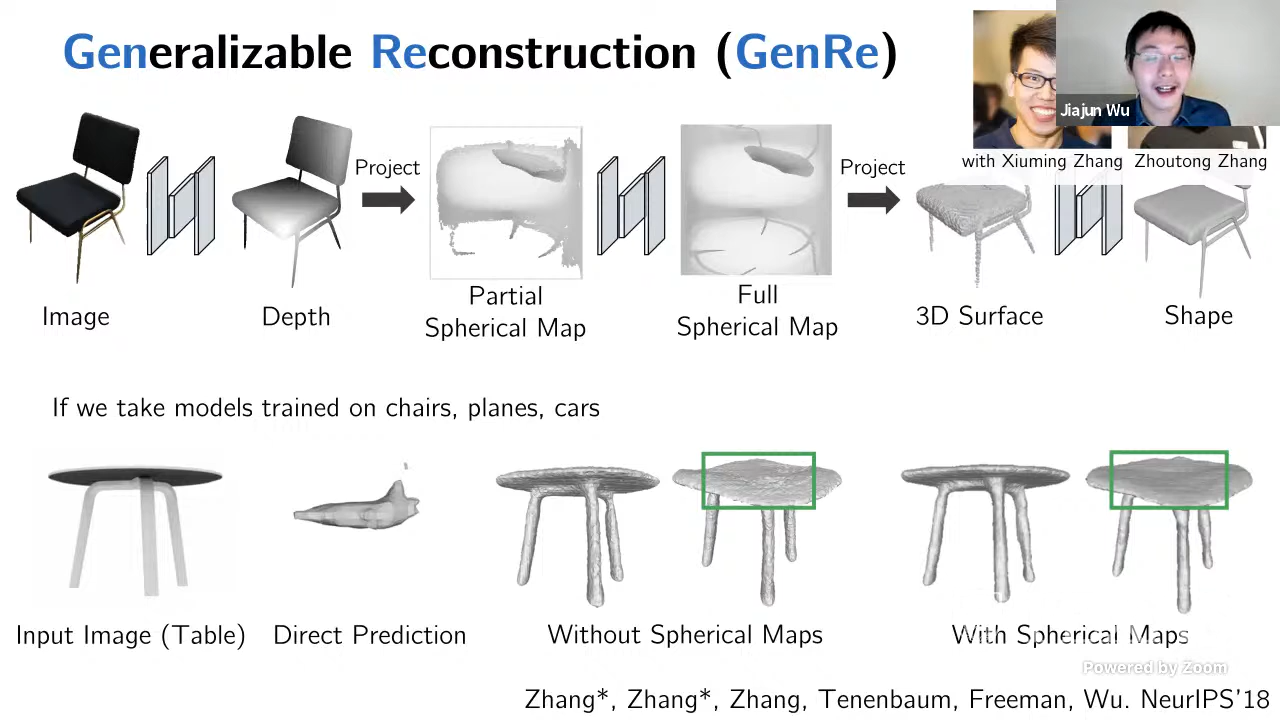 Generalizable Reconstruction (GenRe)
Jiajun Wu
with Xiuming Zhang
Zhoutong Zhang
Project
Project
Image
Depth
Partial
Spherical Map
Full
Spherical Map
3D Surface
Shape
If we take models trained on chairs, planes, cars
Input Image (Table)
Direct Prediction
Without Spherical Maps
With Spherical Maps
Powered by Zoom
Zhang*, Zhang*, Zhang, Tenenbaum, Freeman, Wu. NeurIPS'18